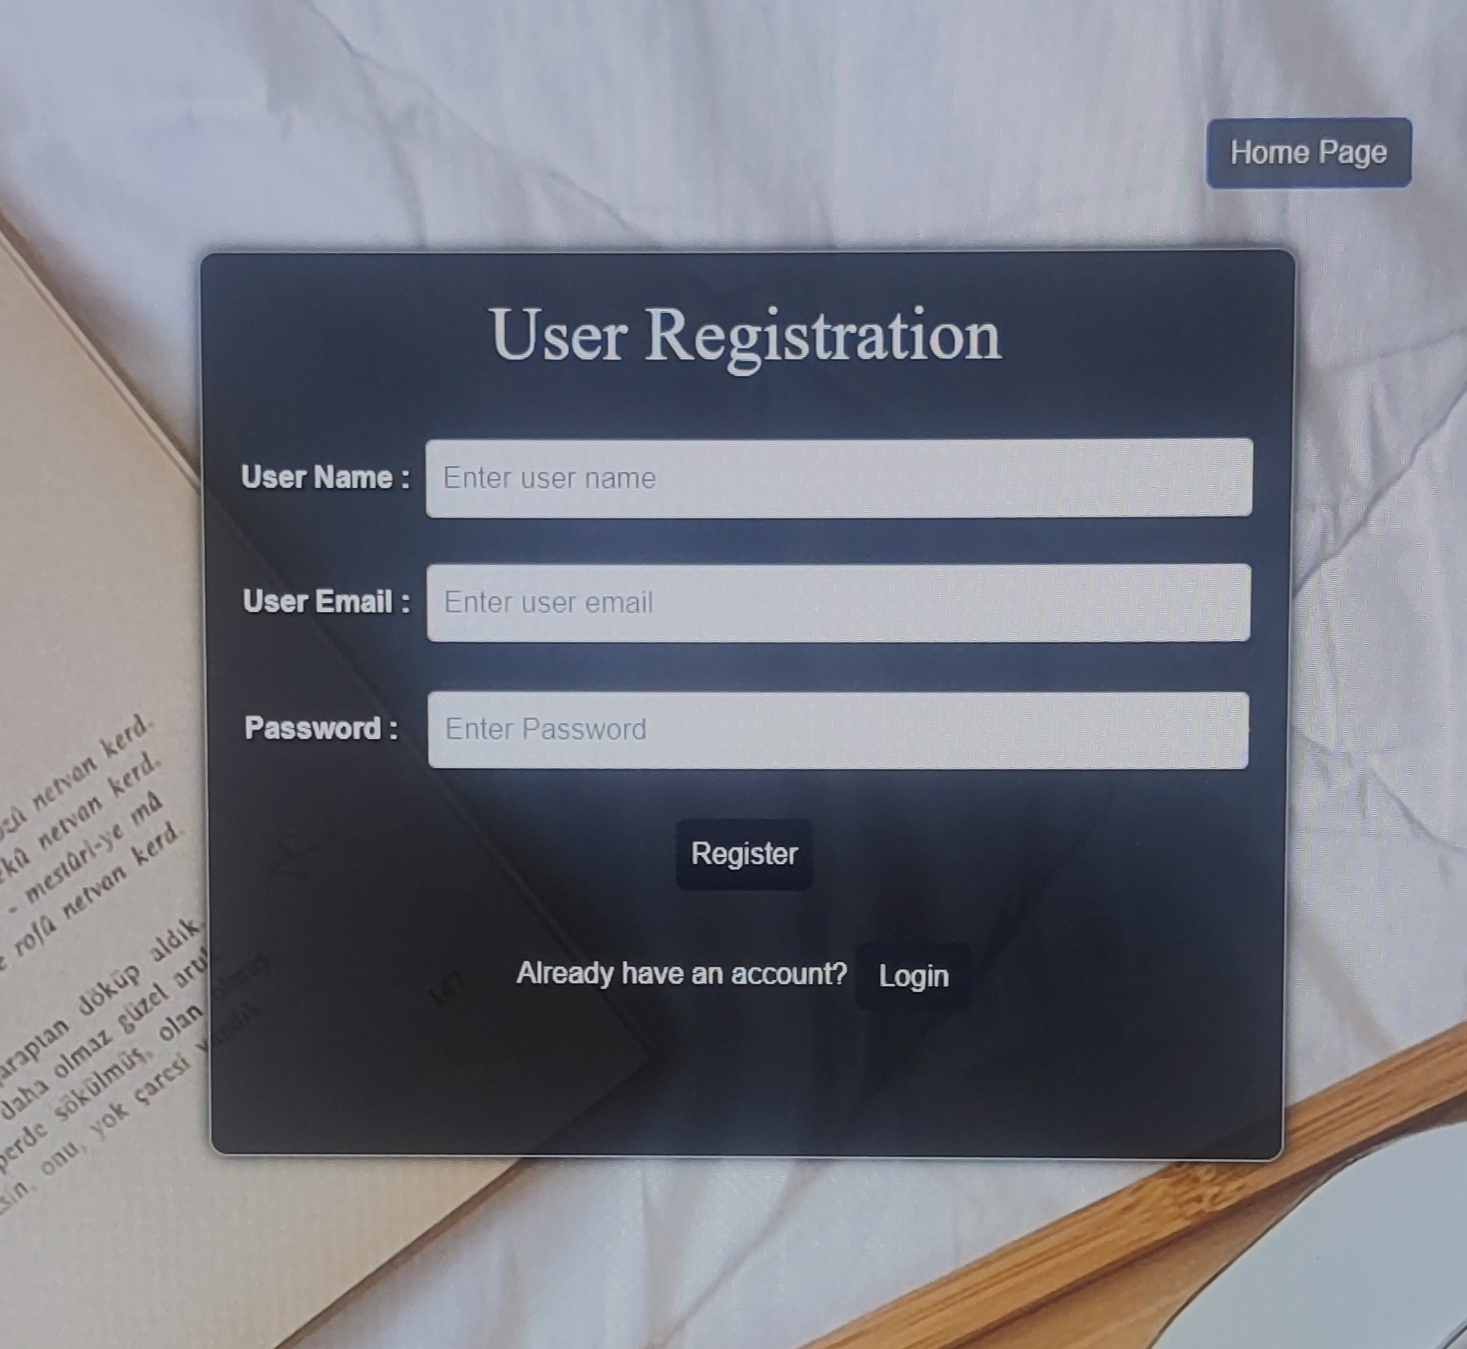 Home Page
User Registration
User Name :
Enter user name
User Email :
Enter user email
Password :
Enter Password
Register
Already have an account? Login
netvan kerd.
netvan kerd.
- mestûri-ye mâ
netvan kerd.
döküp aldık.
daha olmaz güzel
perde sökülmüş, olan
onu, yok çaresi
147